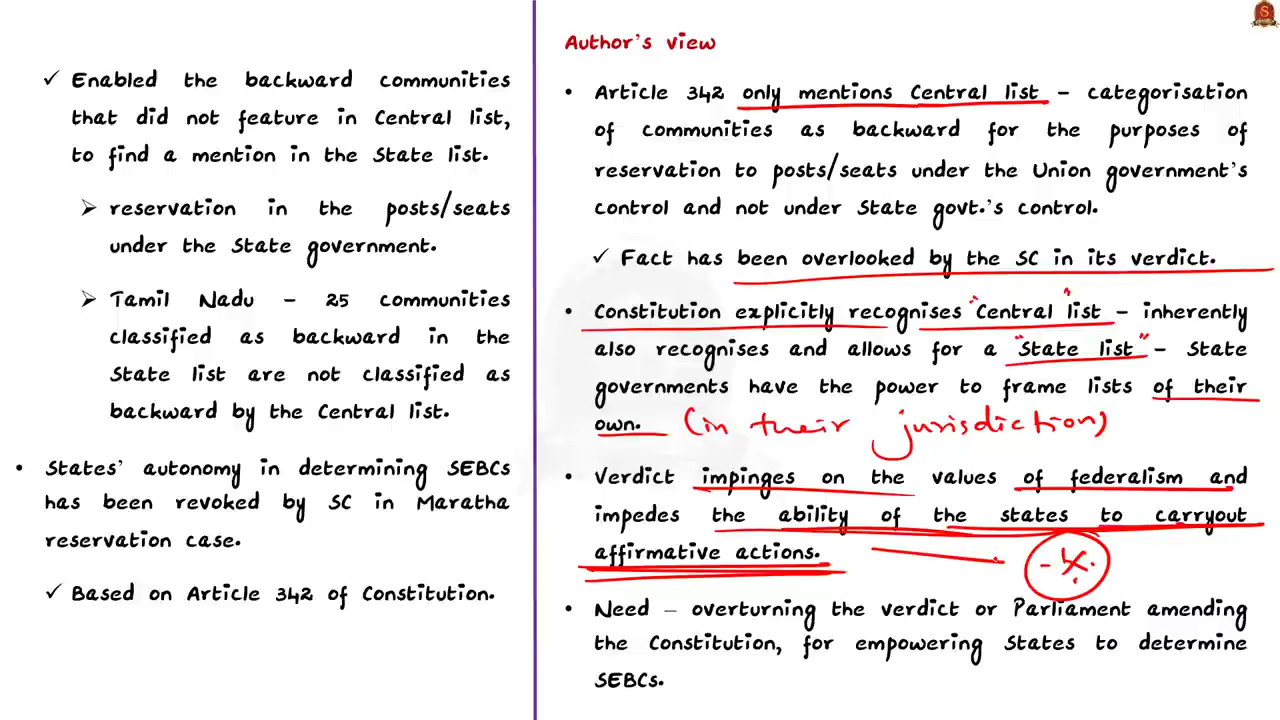 ✓ Enabled the backward communities
that did not feature in Central list,
to find a mention in the State list.
➢ reservation in the posts/seats
under the State government.
➢ Tamil Nadu - 25 communities
classified as backward in the
State list are not classified as
backward by the Central list.
• States' autonomy in determining SEBCs
has been revoked by SC in Maratha
reservation case.
✓ Based on Article 342 of Constitution.
Author's view
• Article 342 only mentions Central list - categorisation
of communities as backward for the purposes of
reservation to posts/seats under the Union government's
control and not under State govt.'s control.
✓ Fact has been overlooked by the SC in its verdict.
• Constitution explicitly recognises "Central list" - inherently
also recognises and allows for a "State list" - State
governments have the power to frame lists of their
own. (in their jurisdiction)
• Verdict impinges on the values of federalism and
impedes the ability of the states to carryout
affirmative actions.
• Need - overturning the verdict or Parliament amending
the Constitution, for empowering States to determine
SEBCs.